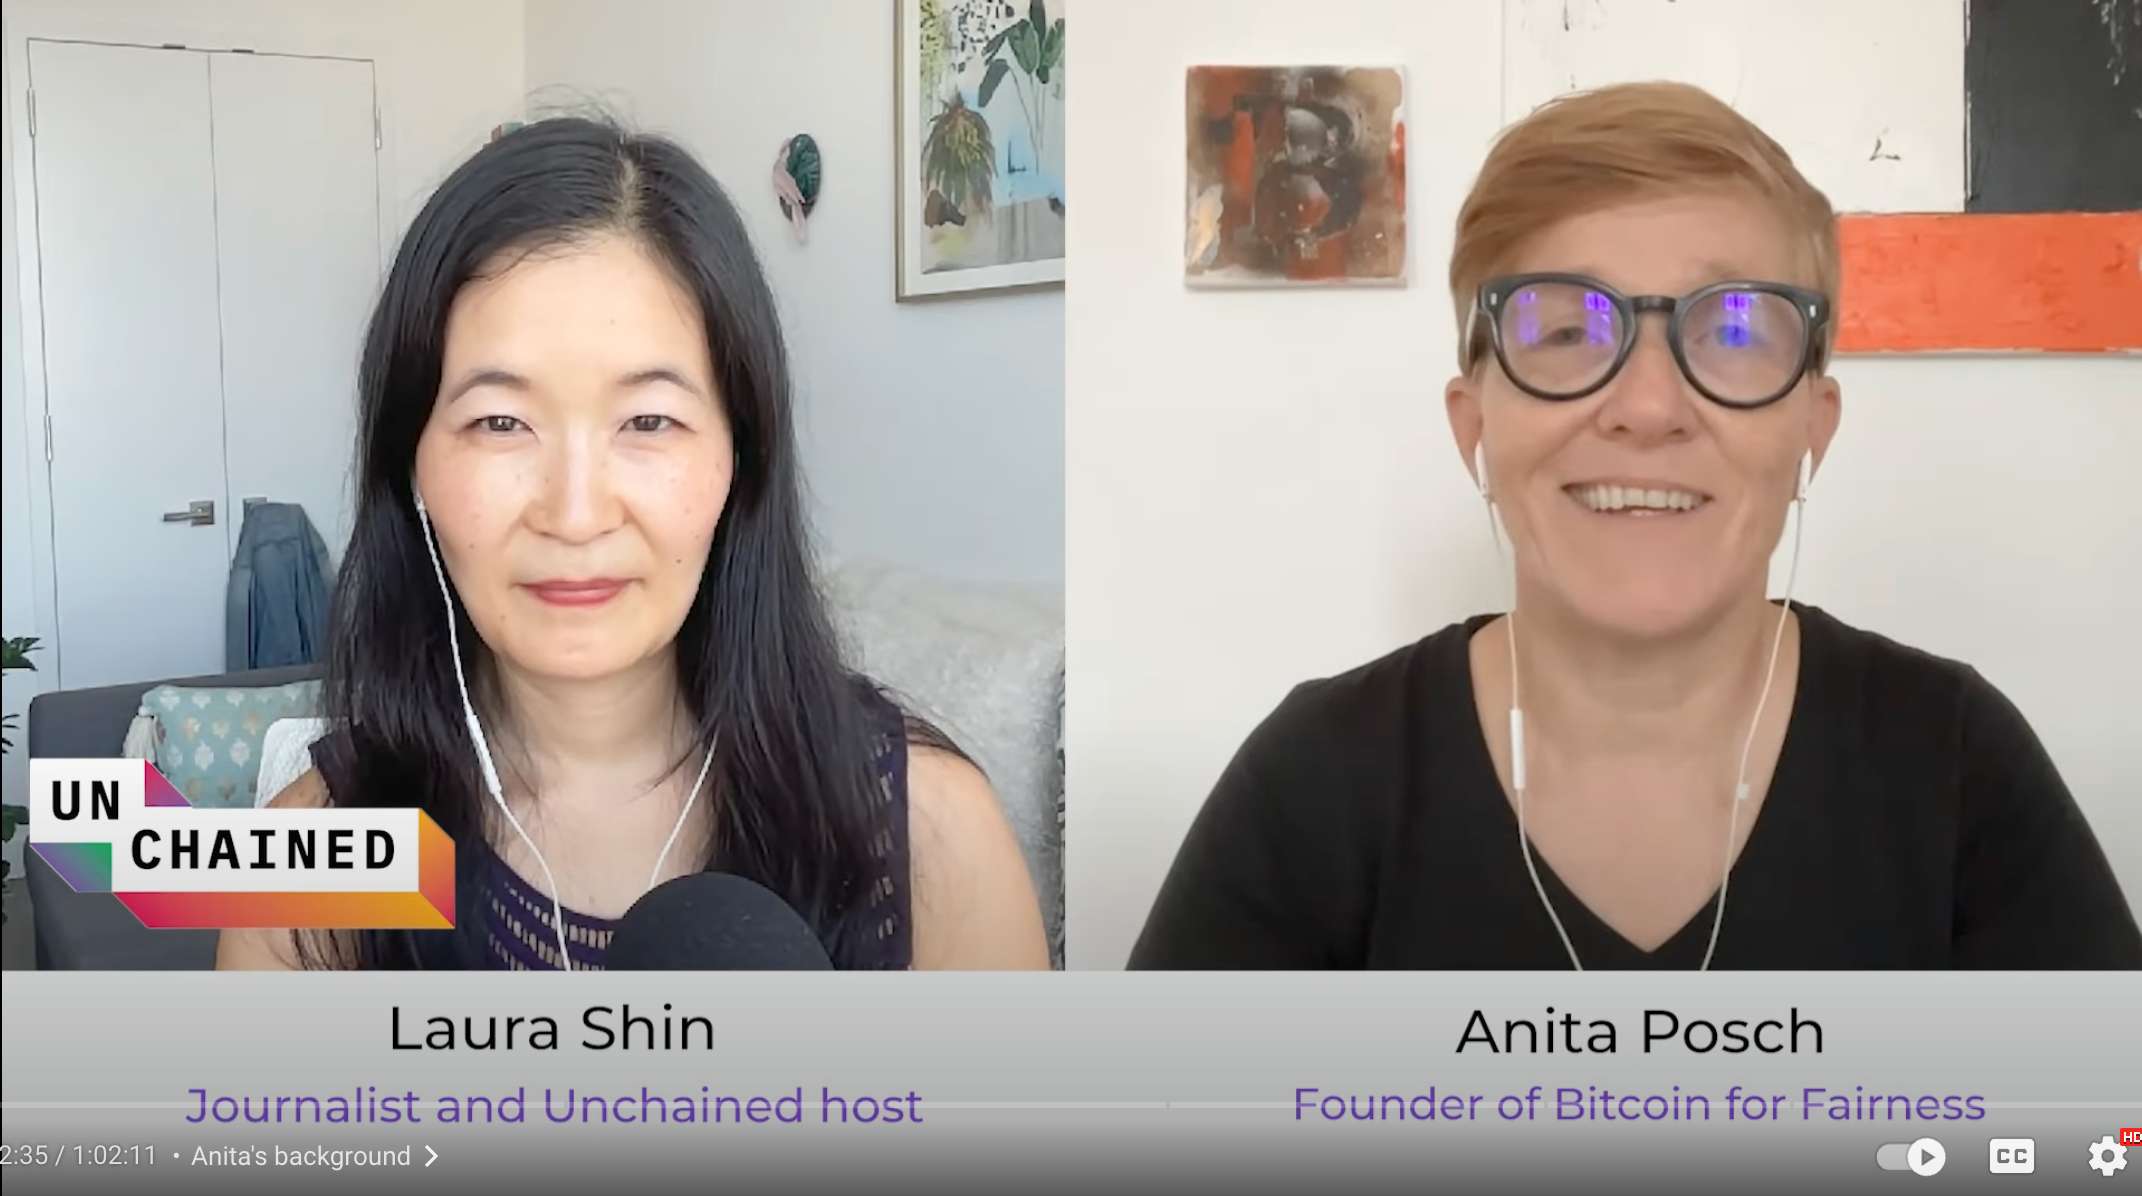 UN
CHAINED
Laura Shin
Anita Posch
Journalist and Unchained host
Founder of Bitcoin for Fairness
2:35 / 1:02:11 • Anita's background
CC
HD